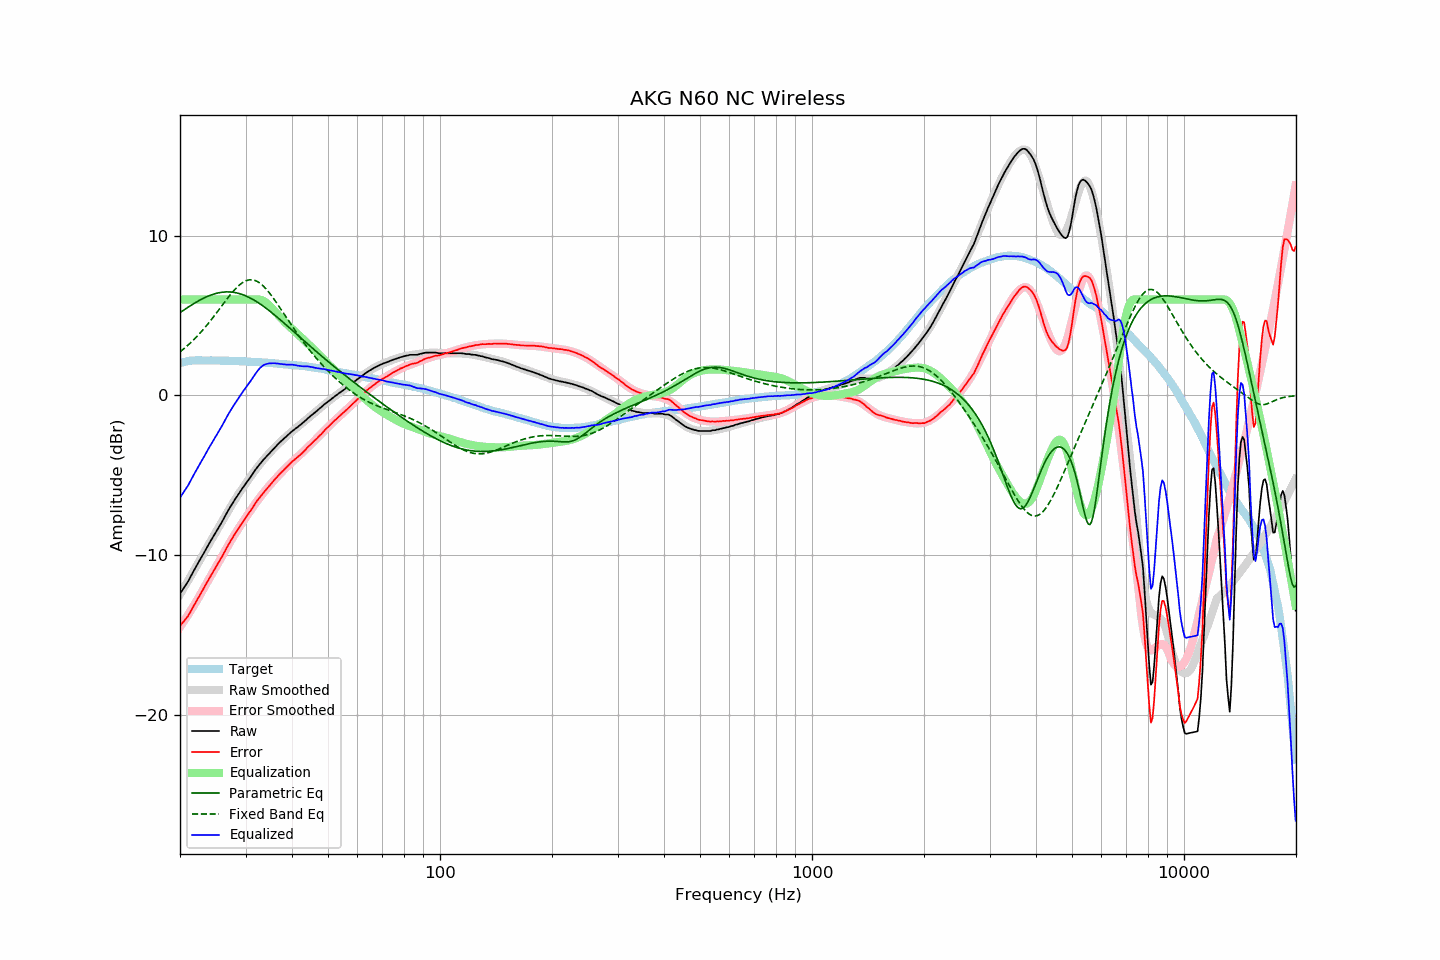 AKG N60 NC Wireless
Amplitude (dBr)
10
0
−10
−20
Target
Raw Smoothed
Error Smoothed
Raw
Error
Equalization
Parametric Eq
Fixed Band Eq
Equalized
100
1000
10000
Frequency (Hz)